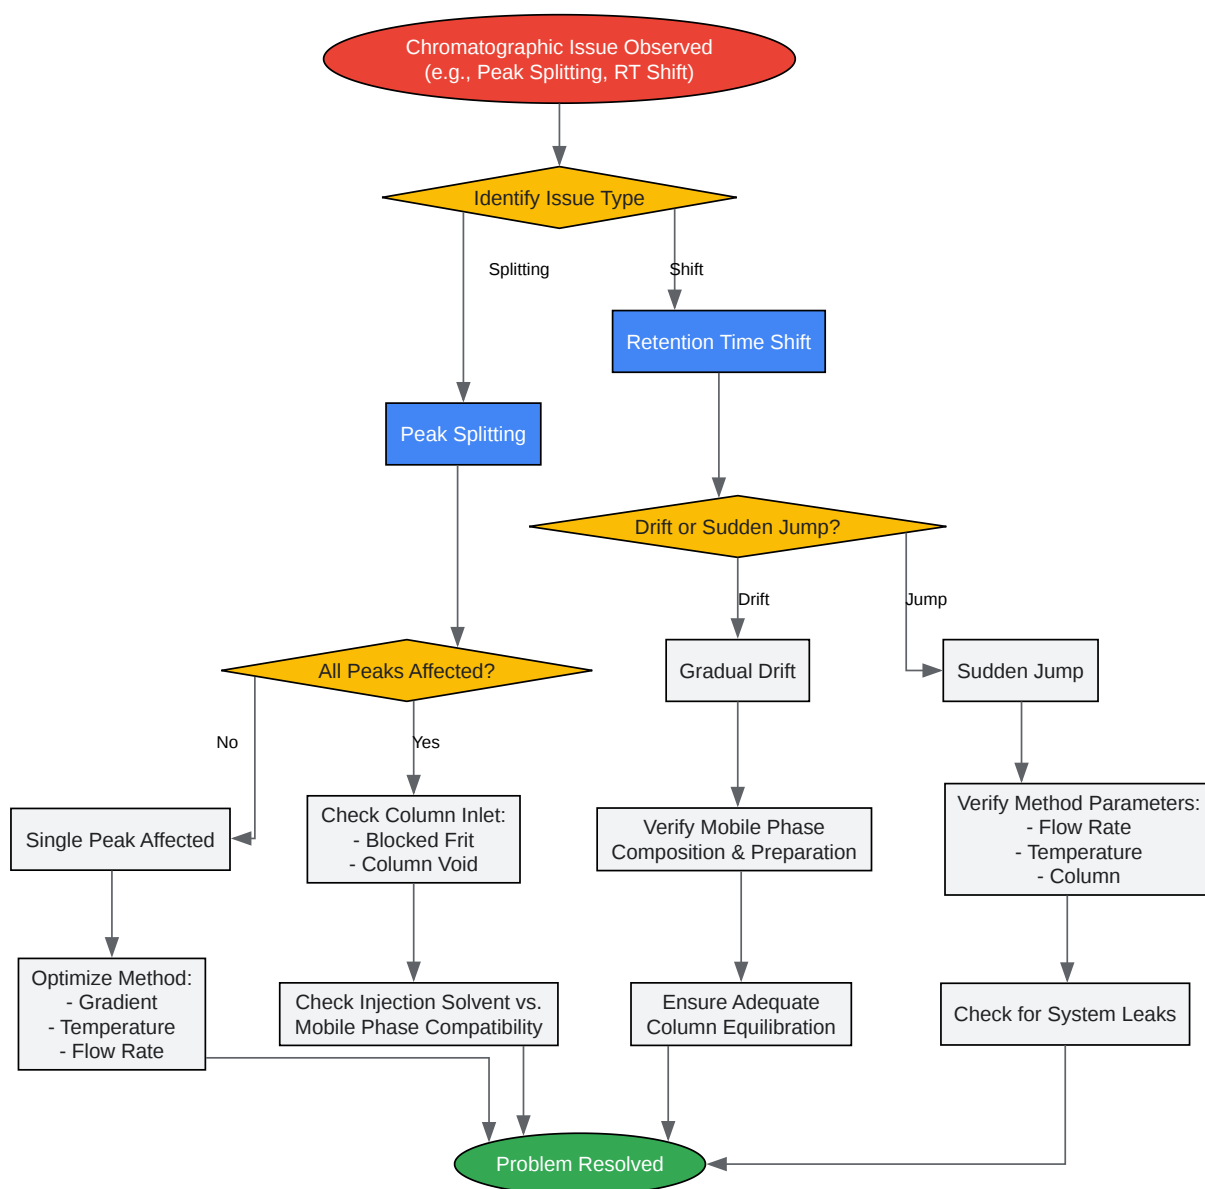 Chromatographic Issue Observed
(e.g., Peak Splitting, RT Shift)
Identify Issue Type
Splitting
Shift
Retention Time Shift
Peak Splitting
Drift or Sudden Jump?
Drift
Jump
All Peaks Affected?
Gradual Drift
Sudden Jump
No
Yes
Single Peak Affected
Check Column Inlet:
- Blocked Frit
- Column Void
Verify Mobile Phase
Composition & Preparation
Verify Method Parameters:
- Flow Rate
- Temperature
- Column
Optimize Method:
- Gradient
- Temperature
- Flow Rate
Check Injection Solvent vs.
Mobile Phase Compatibility
Ensure Adequate
Column Equilibration
Check for System Leaks
Problem Resolved